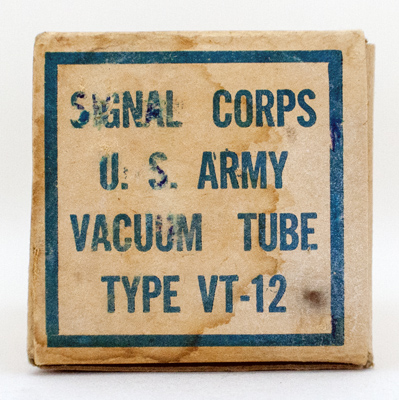 SIGNAL CORPS
U. S. ARMY
VACUUM TUBE
TYPE VT-12